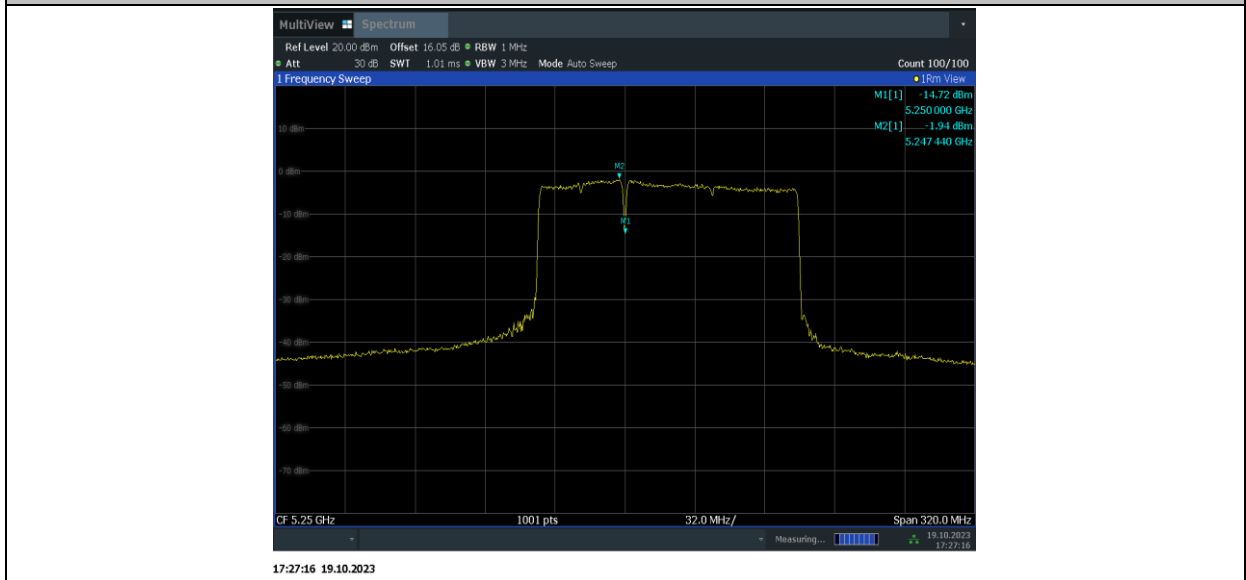 MultiView Spectrum
Ref Level 20.00 dBm Offset 16.05 dB RBW 1 MHz
Att 30 dB SWT 1.01 ms VBW 3 MHz Mode Auto Sweep Count 100/100
1 Frequency Sweep 1Rm View
M1[1] -14.72 dBm
5.250 000 GHz
M2[1] -1.94 dBm
5.247 440 GHz
10 dBm
M2
0 dBm
-10 dBm
M1
-20 dBm
-30 dBm
-40 dBm
-50 dBm
-60 dBm
-70 dBm
CF 5.25 GHz 1001 pts 32.0 MHz/ Span 320.0 MHz
Measuring... 19.10.2023
17:27:16
17:27:16 19.10.2023